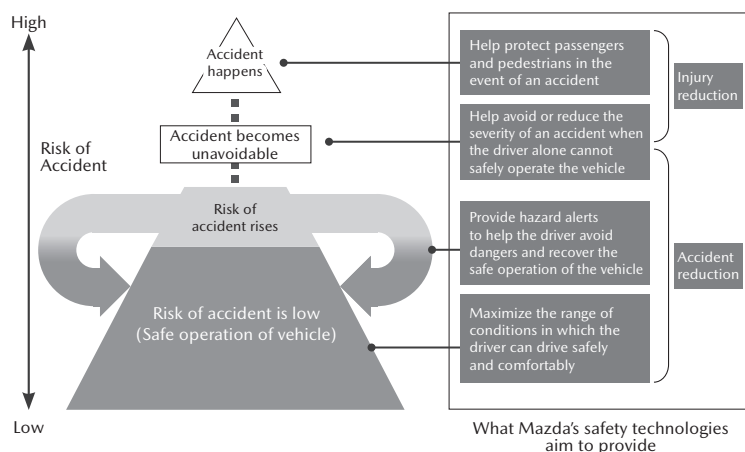 High
Risk of
Accident
Low
Accident
happens
Accident becomes
unavoidable
Risk of
accident rises
Risk of accident is low
(Safe operation of vehicle)
Help protect passengers
and pedestrians in the
event of an accident
Help avoid or reduce the
severity of an accident when
the driver alone cannot
safely operate the vehicle
Provide hazard alerts
to help the driver avoid
dangers and recover the
safe operation of the vehicle
Maximize the range of
conditions in which the
driver can drive safely
and comfortably
Injury
reduction
Accident
reduction
What Mazda's safety technologies
aim to provide